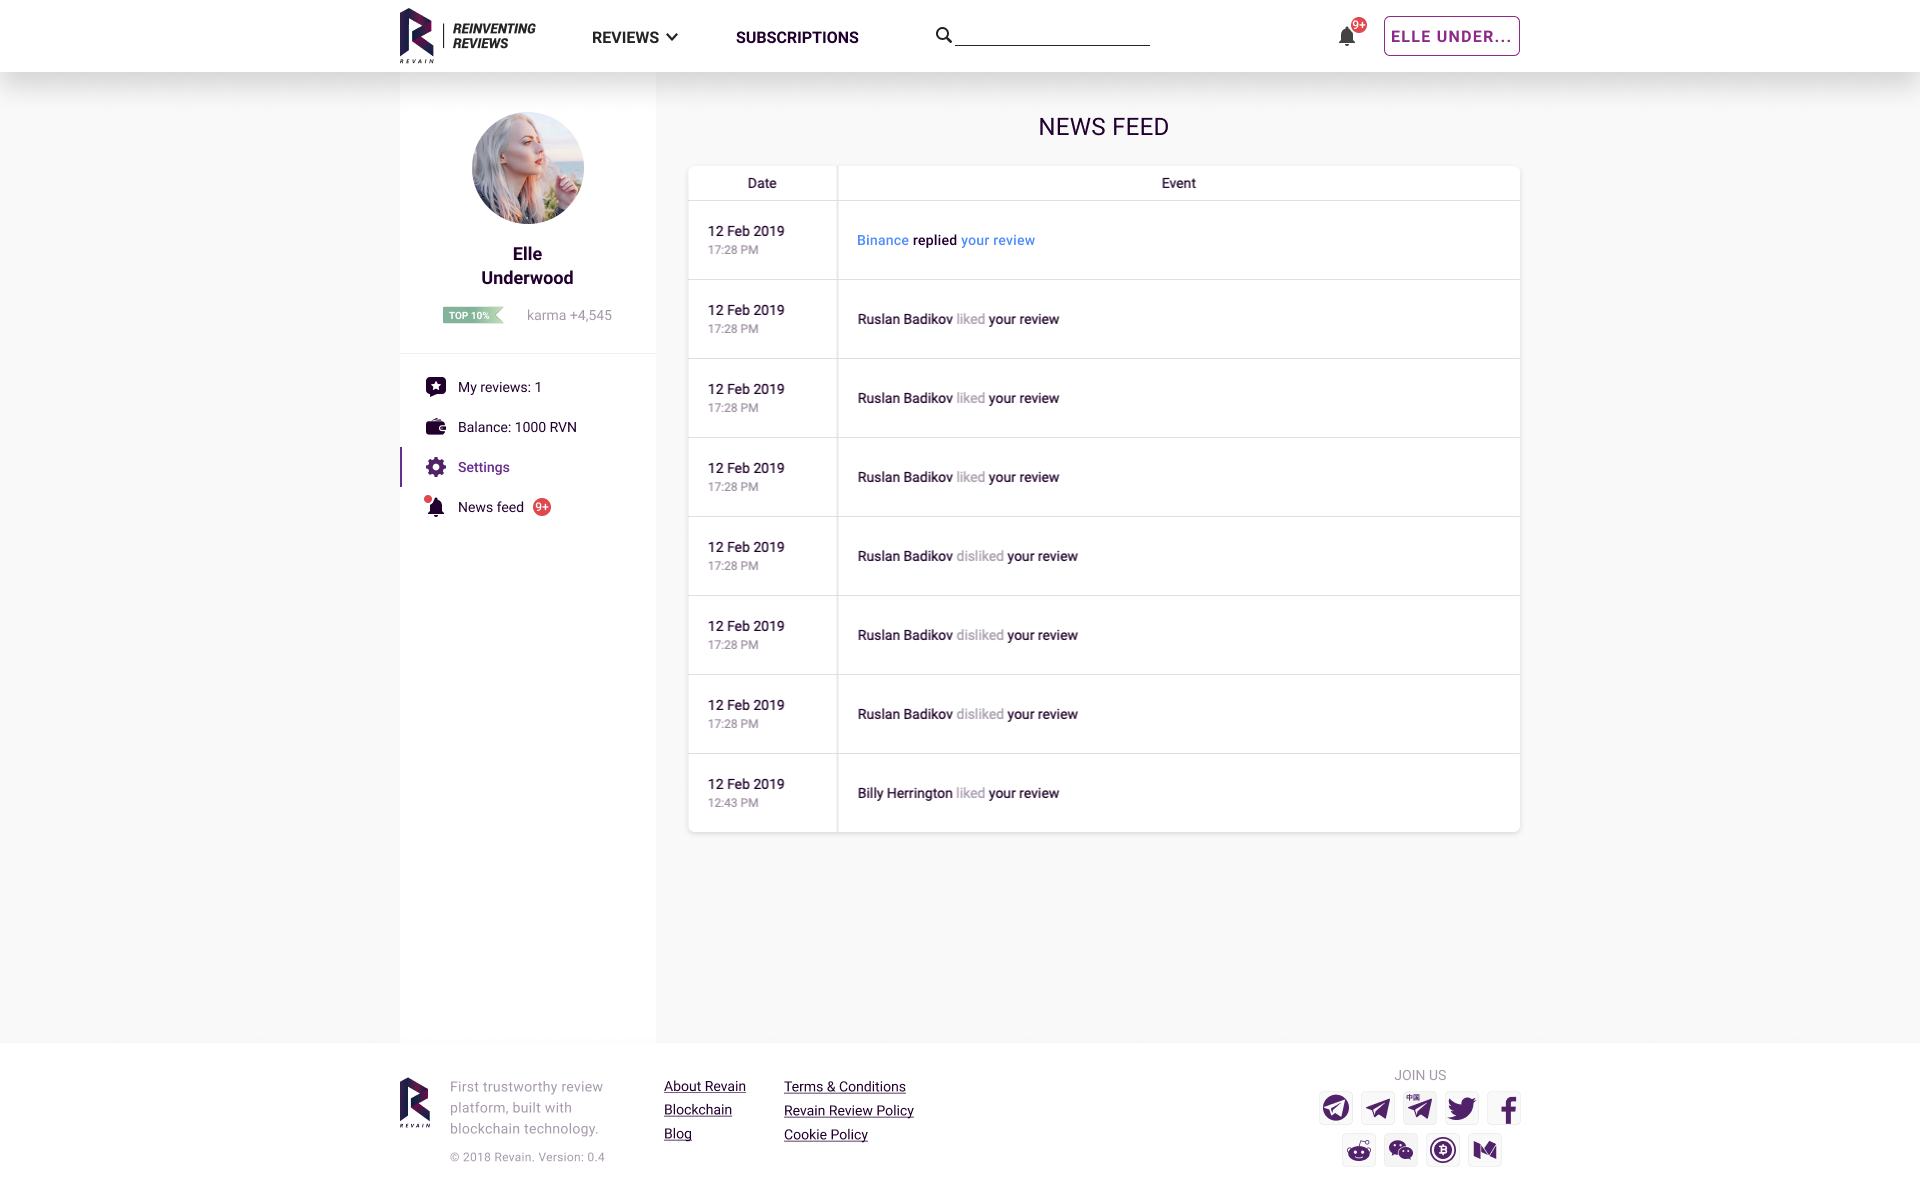 REVAIN
REINVENTING
REVIEWS
REVIEWS
SUBSCRIPTIONS
9+
ELLE UNDER...
Elle
Underwood
TOP 10%
karma +4,545
My reviews: 1
Balance: 1000 RVN
Settings
News feed 9+
NEWS FEED
Date Event
12 Feb 2019
17:28 PM
Binance replied your review
12 Feb 2019
17:28 PM
Ruslan Badikov liked your review
12 Feb 2019
17:28 PM
Ruslan Badikov liked your review
12 Feb 2019
17:28 PM
Ruslan Badikov liked your review
12 Feb 2019
17:28 PM
Ruslan Badikov disliked your review
12 Feb 2019
17:28 PM
Ruslan Badikov disliked your review
12 Feb 2019
17:28 PM
Ruslan Badikov disliked your review
12 Feb 2019
12:43 PM
Billy Herrington liked your review
REVAIN
First trustworthy review
platform, built with
blockchain technology.
© 2018 Revain. Version: 0.4
About Revain
Blockchain
Blog
Terms & Conditions
Revain Review Policy
Cookie Policy
JOIN US
中国